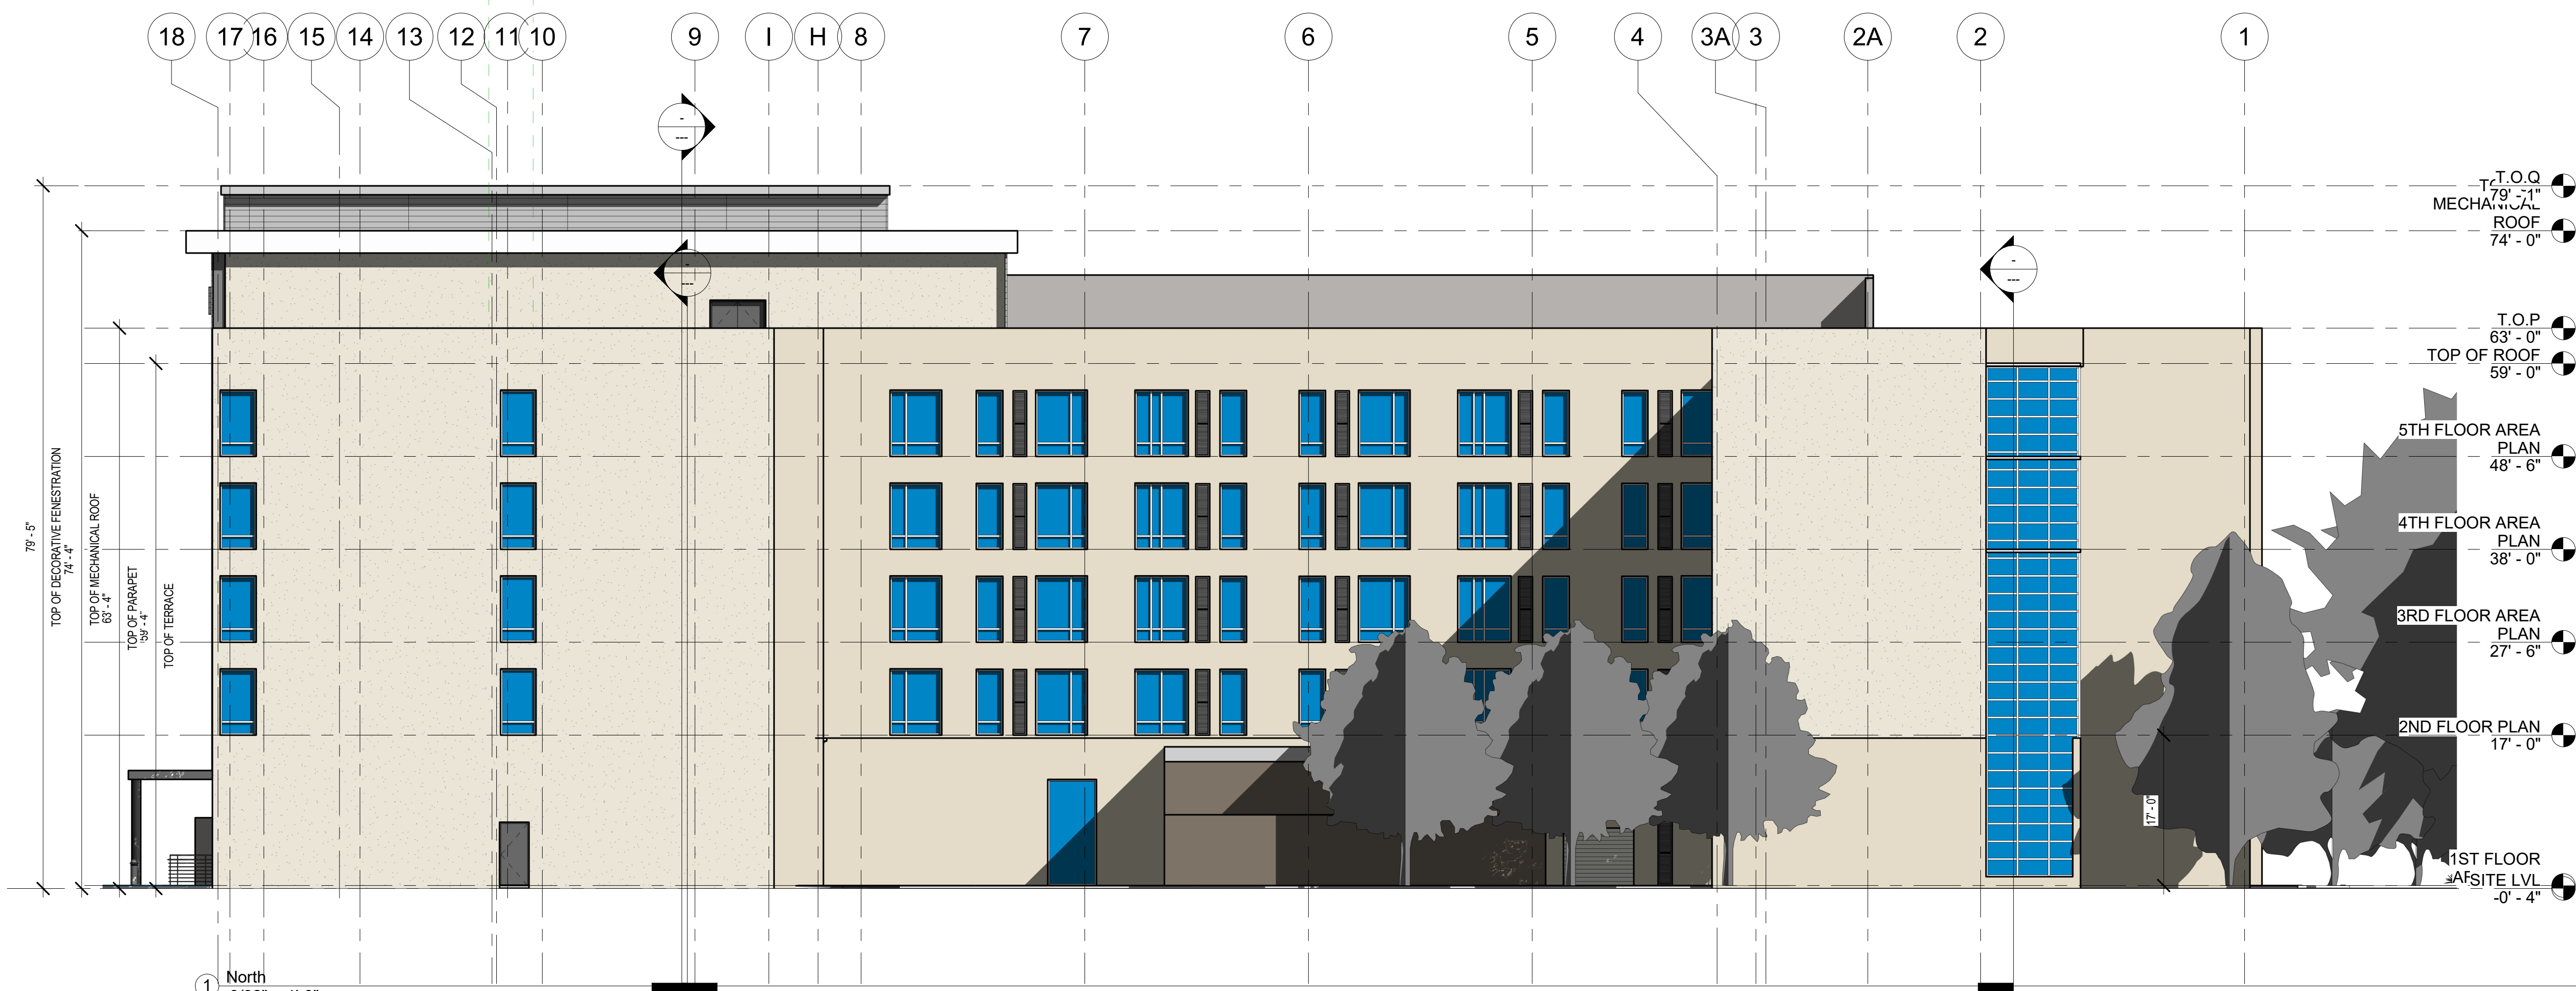 18 17 16 15 14 13 12 11 10 9 I H 8 7 6 5 4 3A 3 2A 2 1
-
---
-
---
-
---
T.O.Q
79' - 1"
MECHANICAL
ROOF
74' - 0"
T.O.P
63' - 0"
TOP OF ROOF
59' - 0"
5TH FLOOR AREA
PLAN
48' - 6"
4TH FLOOR AREA
PLAN
38' - 0"
3RD FLOOR AREA
PLAN
27' - 6"
2ND FLOOR PLAN
17' - 0"
1ST FLOOR
SITE LVL
-0' - 4"
79' - 5"
TOP OF DECORATIVE FENESTRATION
74' - 4"
TOP OF MECHANICAL ROOF
63' - 4"
TOP OF PARAPET
59' - 4"
TOP OF TERRACE
17' - 0"
1
North